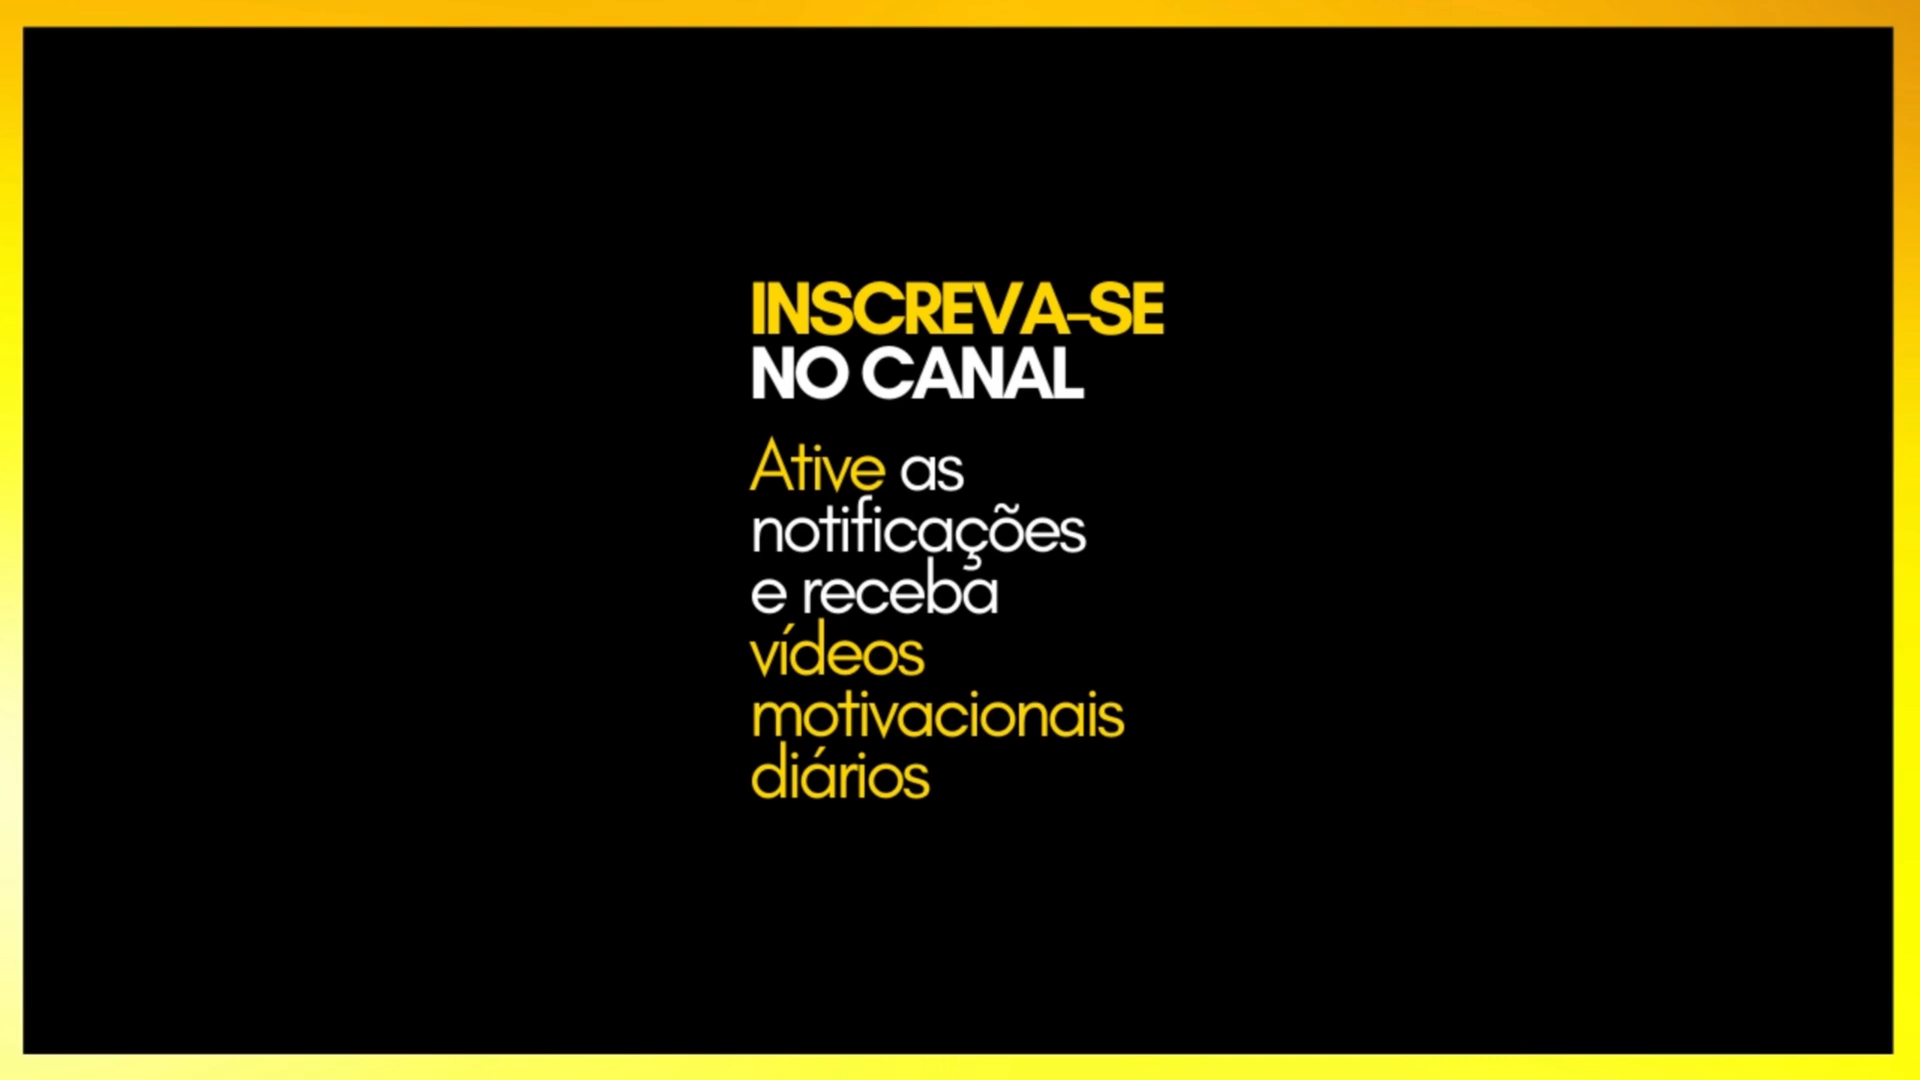 INSCREVA-SE
NO CANAL
Ative as
notificações
e receba
vídeos
motivacionais
diários